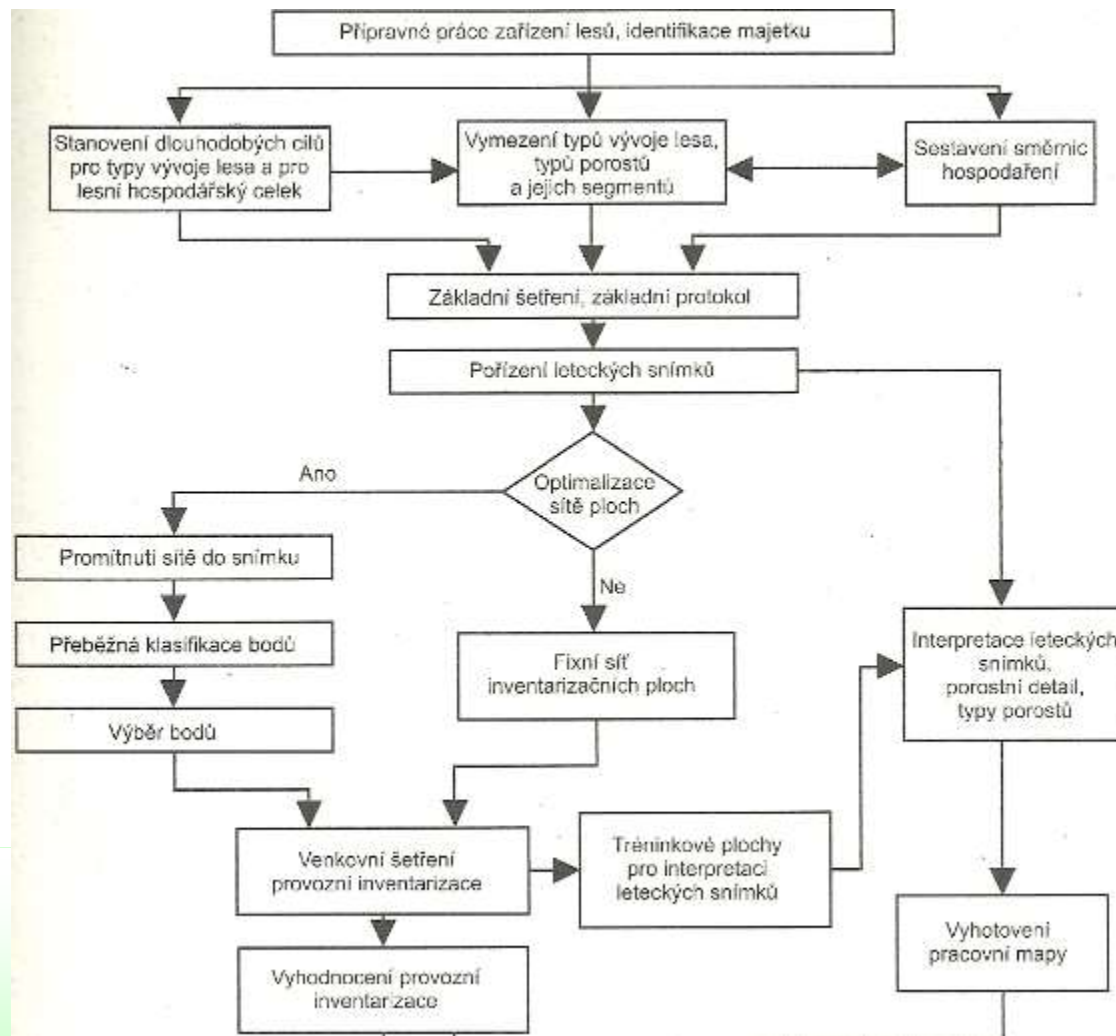 Přípravné práce zařízení lesů, identifikace majetku
Stanovení dlouhodobých cílů
pro typy vývoje lesa a pro
lesní hospodářský celek
Vymezení typů vývoje lesa,
typů porostů
a jejich segmentů
Sestavení směrnic
hospodaření
Základní šetření, základní protokol
Pořízení leteckých snímků
Ano
Optimalizace
sítě ploch
Promítnutí sítě do snímku
Ne
Přeběžná klasifikace bodů
Fixní síť
inventarizačních ploch
Interpretace leteckých
snímků,
porostní detail,
typy porostů
Výběr bodů
Venkovní šetření
provozní inventarizace
Tréninkové plochy
pro interpretaci
leteckých snímků
Vyhotovení
pracovní mapy
Vyhodnocení provozní
inventarizace